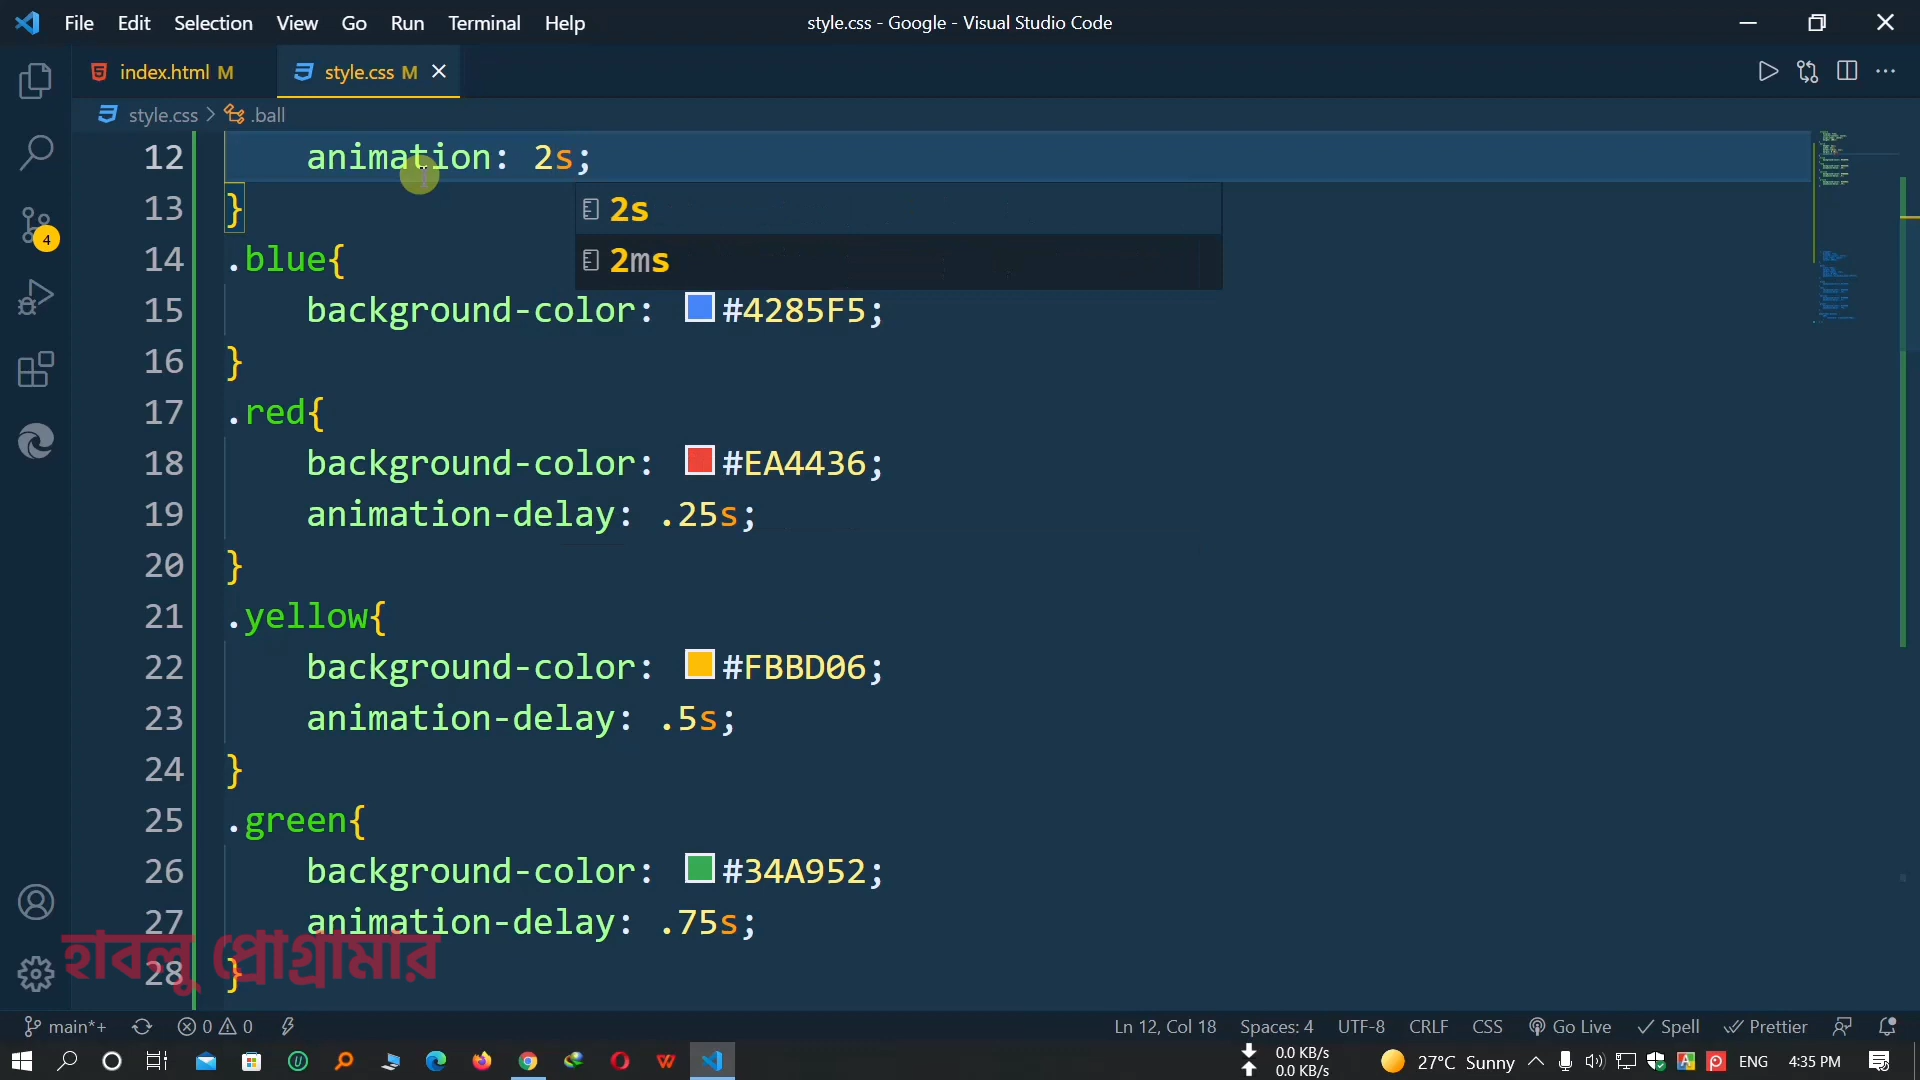 File Edit Selection View Go Run Terminal Help style.css - Google - Visual Studio Code
index.html M style.css M
style.css > .ball
12 animation: 2s;
2s
2ms
13 }
14 .blue{
15 background-color: #4285F5;
16 }
17 .red{
18 background-color: #EA4436;
19 animation-delay: .25s;
20 }
21 .yellow{
22 background-color: #FBBD06;
23 animation-delay: .5s;
24 }
25 .green{
26 background-color: #34A952;
27 animation-delay: .75s;
28 }
হাবলু প্রোগ্রামার
4
main*+ 0 0 Ln 12, Col 18 Spaces: 4 UTF-8 CRLF CSS Go Live Spell Prettier
0.0 KB/s
0.0 KB/s
27°C Sunny ENG 4:35 PM